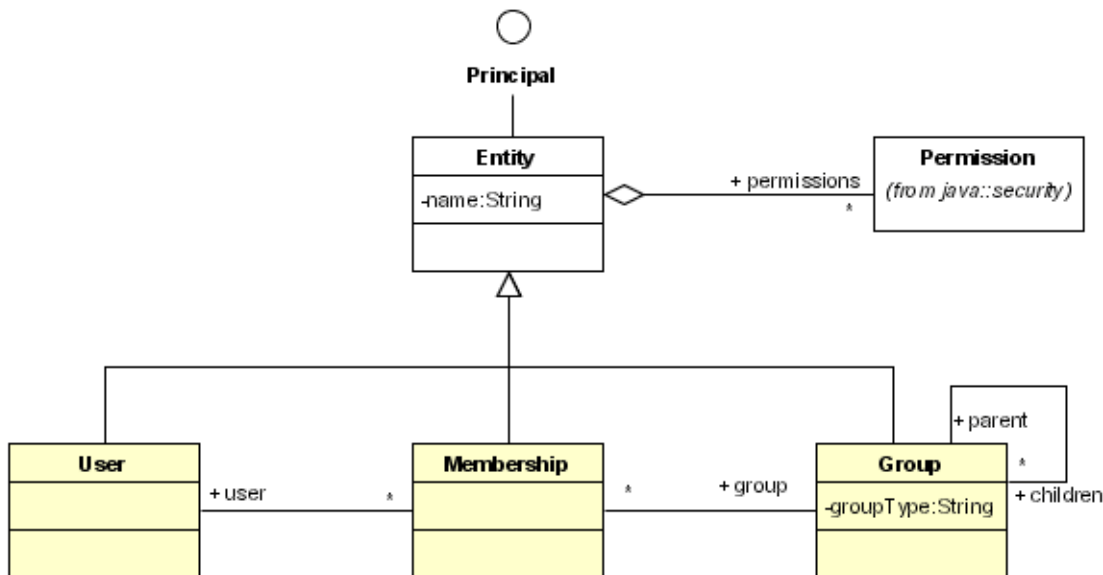 Principal
Entity
-name:String
+ permissions
*
Permission
(from java::security)
User
+ user
*
Membership
*
+ group
Group
-groupType:String
+ parent
*
+ children